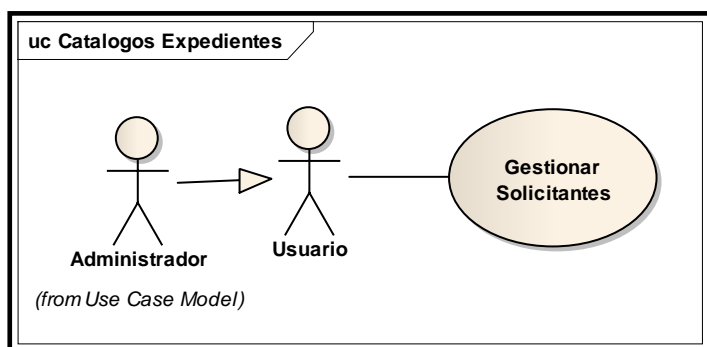 uc Catalogos Expedientes
Gestionar
Solicitantes
Administrador
Usuario
(from Use Case Model)